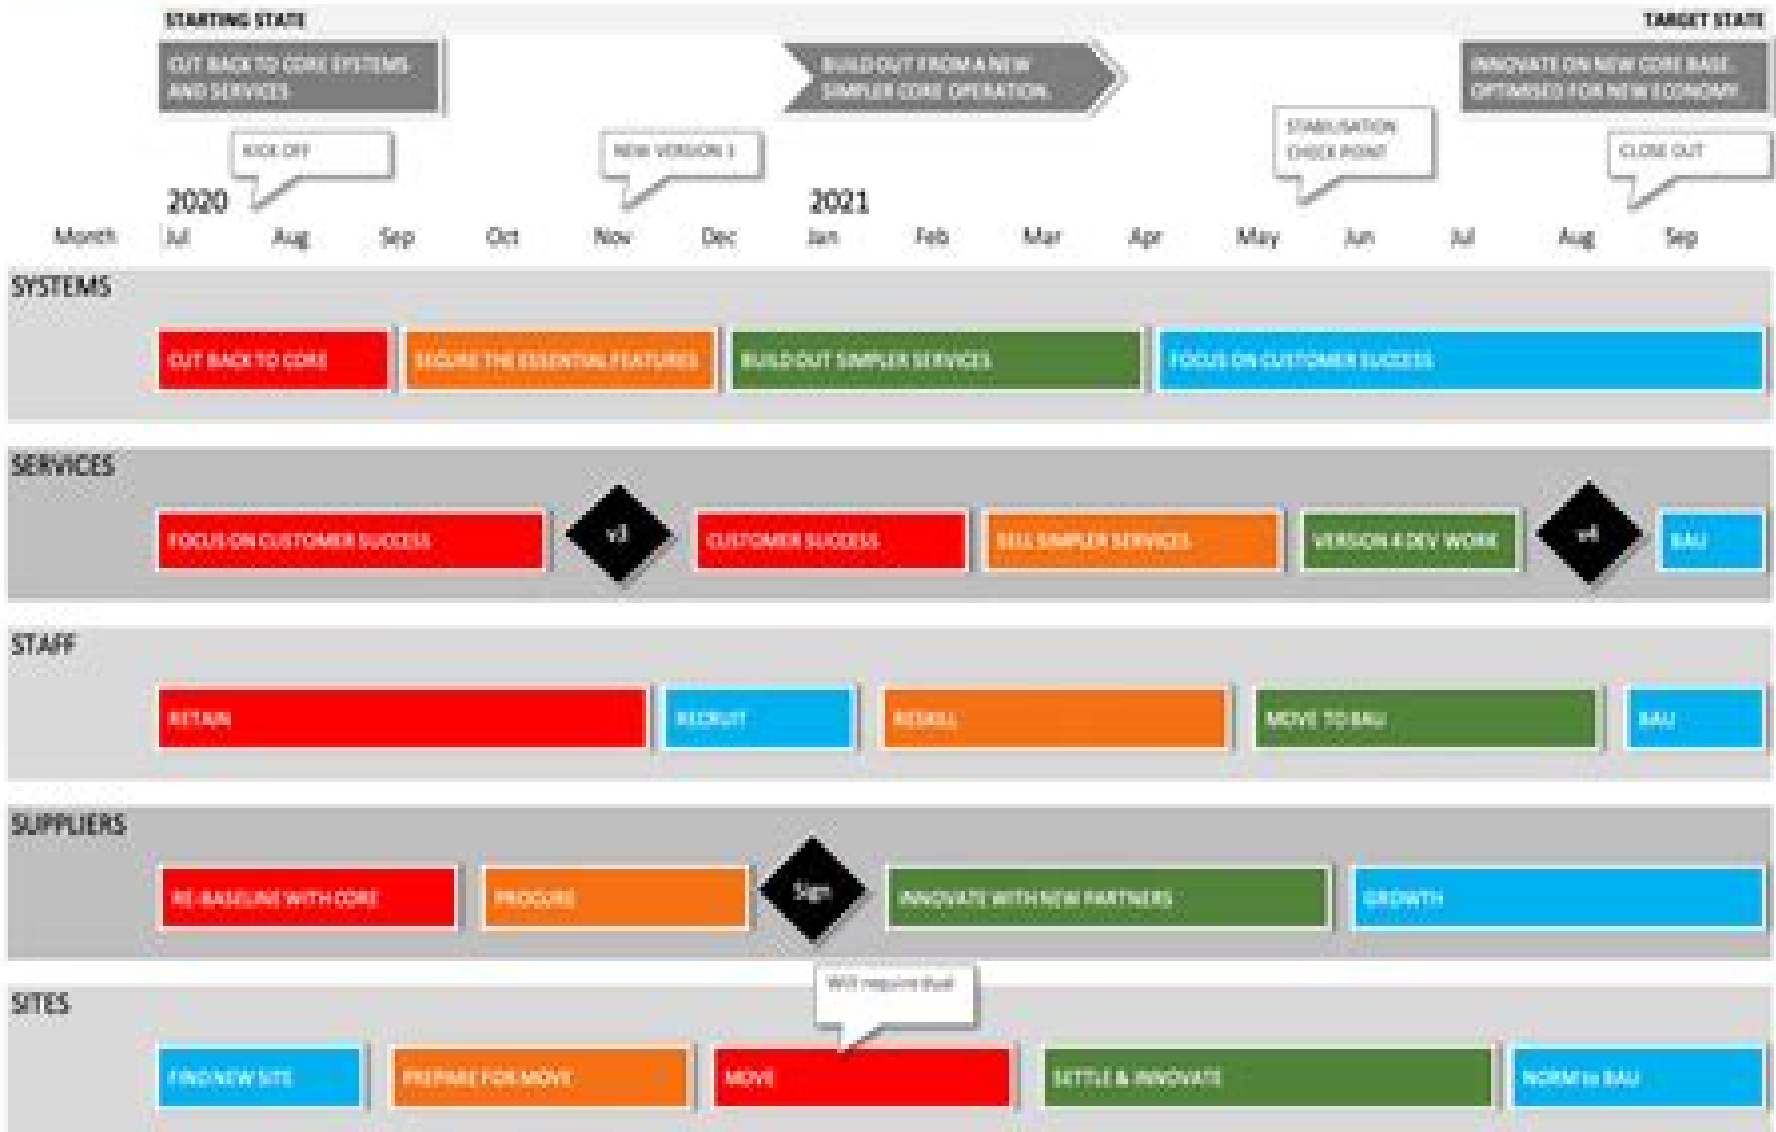 STARTING STATE
TARGET STATE
CUT BACK TO CORE SYSTEMS
AND SERVICES
BUILD OUT FROM A NEW
SIMPLER CORE OPERATION.
INNOVATE ON NEW CORE BASE.
OPTIMISED FOR NEW ECONOMY.
KICK OFF
NEW VERSION 3
STABILISATION
CHECK POINT
CLOSE OUT
2020
2021
Month
Jul
Aug
Sep
Oct
Nov
Dec
Jan
Feb
Mar
Apr
May
Jun
Jul
Aug
Sep
SYSTEMS
CUT BACK TO CORE
SECURE THE ESSENTIAL FEATURES
BUILD OUT SIMPLER SERVICES
FOCUS ON CUSTOMER SUCCESS
SERVICES
FOCUS ON CUSTOMER SUCCESS
v3
CUSTOMER SUCCESS
SELL SIMPLER SERVICES
VERSION 4 DEV WORK
v4
BAU
STAFF
RETAIN
RECRUIT
RESKILL
MOVE TO BAU
BAU
SUPPLIERS
RE-BASELINE WITH CORE
PROCURE
Sign
INNOVATE WITH NEW PARTNERS
GROWTH
SITES
Will require dual
FIND NEW SITE
PREPARE FOR MOVE
MOVE
SETTLE & INNOVATE
NORM to BAU